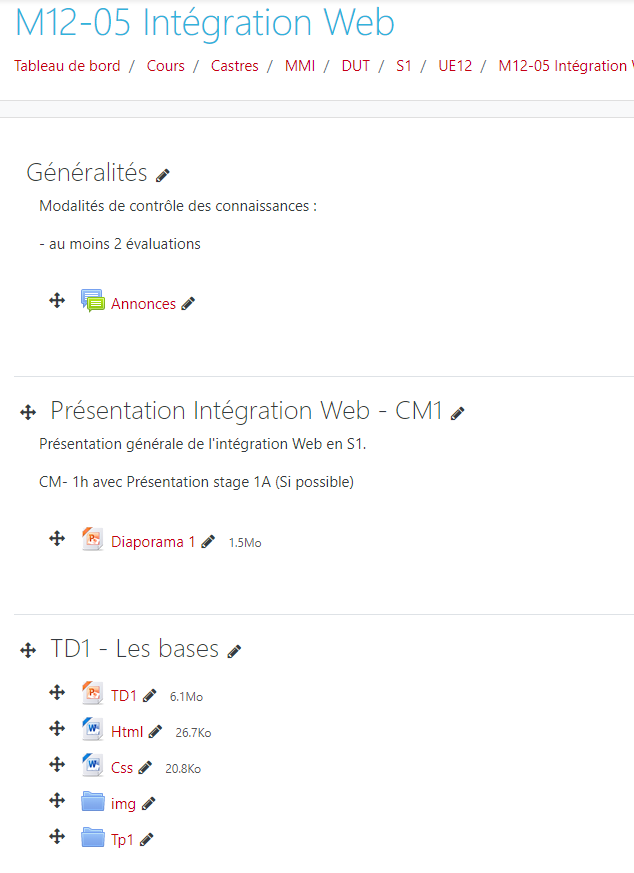 M12-05 Intégration Web
Tableau de bord / Cours / Castres / MMI / DUT / S1 / UE12 / M12-05 Intégration
Généralités
Modalités de contrôle des connaissances :
- au moins 2 évaluations
Annonces
Présentation Intégration Web - CM1
Présentation générale de l'intégration Web en S1.
CM- 1h avec Présentation stage 1A (Si possible)
Diaporama 1 1.5Mo
TD1 - Les bases
TD1 6.1Mo
Html 26.7Ko
Css 20.8Ko
img
Tp1